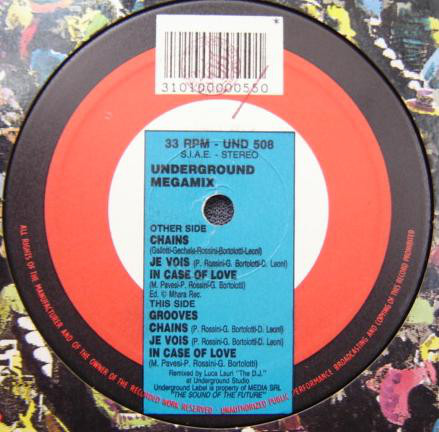 *
310100000550
33 RPM - UND 508
S.I.A.E. - STEREO
UNDERGROUND
MEGAMIX
OTHER SIDE
CHAINS
(Gallotti-Gechele-Rossini-Bortolotti-Leoni)
JE VOIS (P. Rossini-G. Bortolotti-D. Leoni)
IN CASE OF LOVE
(M. Pavesi-P. Rossini-G. Bortolotti)
Ed. © Mhara Rec.
THIS SIDE
GROOVES
CHAINS (P. Rossini-G. Bortolotti-D. Leoni)
JE VOIS (P. Rossini-G. Bortolotti-D. Leoni)
IN CASE OF LOVE
(M. Pavesi-P. Rossini-G. Bortolotti)
Remixed by Luca Lauri "The D.J."
at Underground Studio
Underground Label is property of MEDIA SRL
"THE SOUND OF THE FUTURE"
ALL RIGHTS OF THE MANUFACTURER AND OF THE OWNER OF THE RECORDED WORK RESERVED - UNAUTHORIZED PUBLIC PERFORMANCE BROADCASTING AND COPYING OF THIS RECORD PROHIBITED